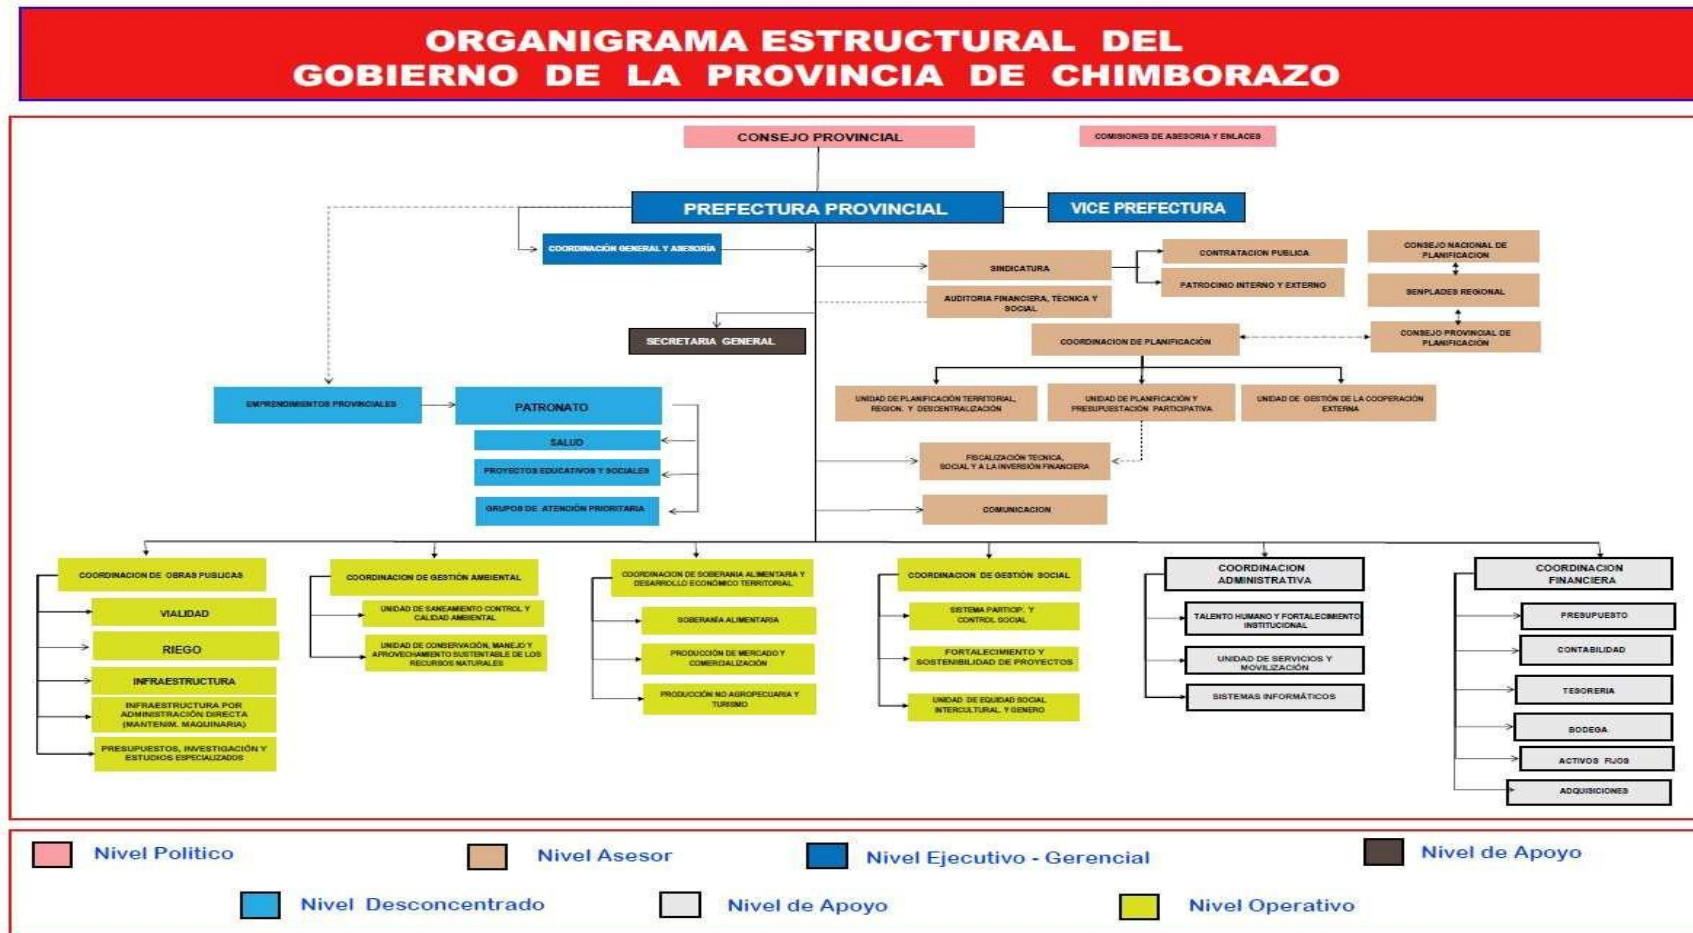 ORGANIGRAMA ESTRUCTURAL DEL
GOBIERNO DE LA PROVINCIA DE CHIMBORAZO
CONSEJO PROVINCIAL
COMISIONES DE ASESORIA Y ENLACES
PREFECTURA PROVINCIAL
VICE PREFECTURA
COORDINACIÓN GENERAL Y ASESORÍA
SINDICATURA
CONTRATACION PUBLICA
PATROCINIO INTERNO Y EXTERNO
CONSEJO NACIONAL DE
PLANIFICACIÓN
SENPLADES REGIONAL
CONSEJO PROVINCIAL DE
PLANIFICACIÓN
AUDITORIA FINANCIERA, TÉCNICA Y
SOCIAL
SECRETARIA GENERAL
COORDINACION DE PLANIFICACIÓN
EMPRENDIMIENTOS PROVINCIALES
PATRONATO
SALUD
PROYECTOS EDUCATIVOS Y SOCIALES
GRUPOS DE ATENCIÓN PRIORITARIA
UNIDAD DE PLANIFICACIÓN TERRITORIAL,
REGION. Y DESCENTRALIZACIÓN
UNIDAD DE PLANIFICACIÓN Y
PRESUPUESTACIÓN PARTICIPATIVA
UNIDAD DE GESTIÓN DE LA COOPERACIÓN
EXTERNA
FISCALIZACIÓN TECNICA,
SOCIAL Y A LA INVERSIÓN FINANCIERA
COMUNICACION
COORDINACION DE OBRAS PUBLICAS
VIALIDAD
RIEGO
INFRAESTRUCTURA
INFRAESTRUCTURA POR
ADMINISTRACIÓN DIRECTA
(MANTENIM. MAQUINARIA)
PRESUPUESTOS, INVESTIGACIÓN Y
ESTUDIOS ESPECIALIZADOS
COORDINACION DE GESTIÓN AMBIENTAL
UNIDAD DE SANEAMIENTO CONTROL Y
CALIDAD AMBIENTAL
UNIDAD DE CONSERVACIÓN, MANEJO Y
APROVECHAMIENTO SUSTENTABLE DE LOS
RECURSOS NATURALES
COORDINACION DE SOBERANIA ALIMENTARIA Y
DESARROLLO ECONÓMICO TERRITORIAL
SOBERANÍA ALIMENTARIA
PRODUCCIÓN DE MERCADO Y
COMERCIALIZACIÓN
PRODUCCIÓN NO AGROPECUARIA Y
TURISMO
COORDINACION DE GESTIÓN SOCIAL
SISTEMA PARTICIP. Y
CONTROL SOCIAL
FORTALECIMIENTO Y
SOSTENIBILIDAD DE PROYECTOS
UNIDAD DE EQUIDAD SOCIAL
INTERCULTURAL Y GENERO
COORDINACION
ADMINISTRATIVA
TALENTO HUMANO Y FORTALECIMIENTO
INSTITUCIONAL
UNIDAD DE SERVICIOS Y
MOVILIZACIÓN
SISTEMAS INFORMÁTICOS
COORDINACION
FINANCIERA
PRESUPUESTO
CONTABILIDAD
TESORERIA
BODEGA
ACTIVOS FIJOS
ADQUISICIONES
Nivel Político
Nivel Asesor
Nivel Ejecutivo - Gerencial
Nivel de Apoyo
Nivel Desconcentrado
Nivel de Apoyo
Nivel Operativo